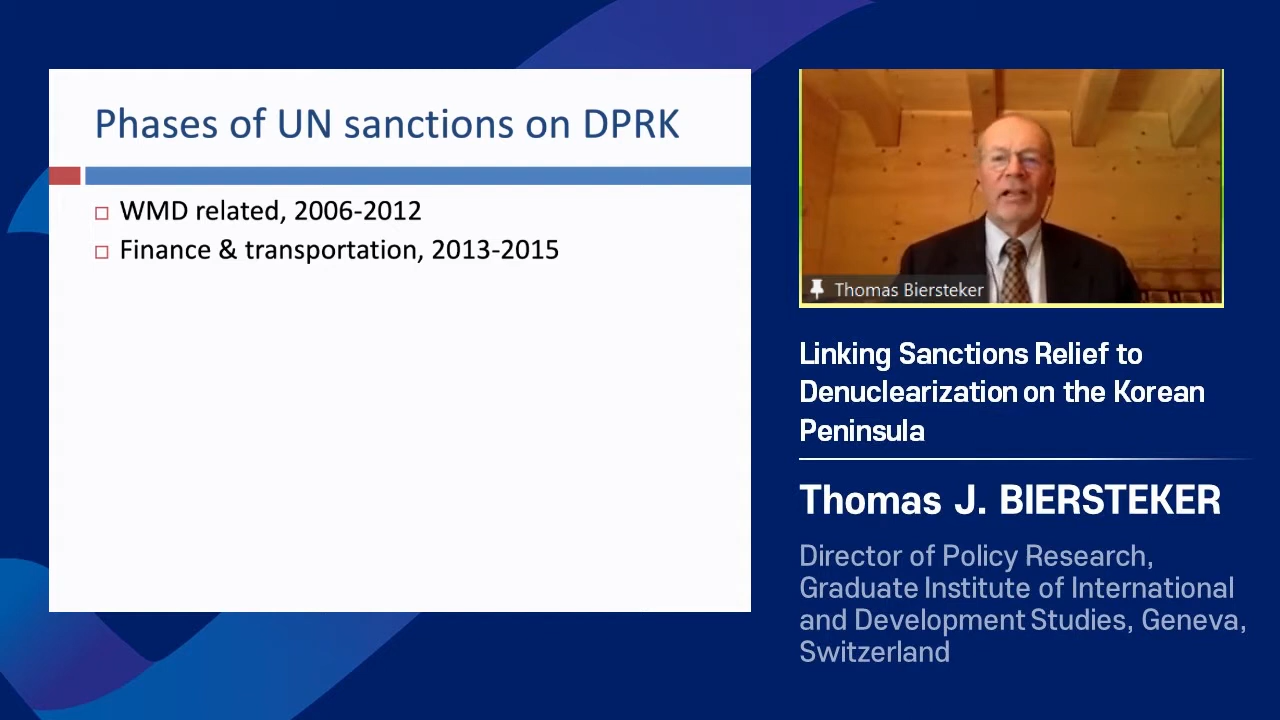 Phases of UN sanctions on DPRK
WMD related, 2006-2012
Finance & transportation, 2013-2015
Thomas Biersteker
Linking Sanctions Relief to
Denuclearization on the Korean
Peninsula
Thomas J. BIERSTEKER
Director of Policy Research,
Graduate Institute of International
and Development Studies, Geneva,
Switzerland